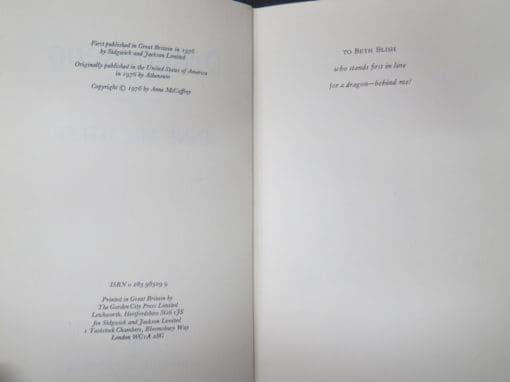 First published in Great Britain in 1976
by Sidgwick and Jackson Limited
Originally published in the United States of America
in 1976 by Atheneum
Copyright © 1976 by Anne McCaffrey
ISBN 0 283 98329 9
Printed in Great Britain by
The Garden City Press Limited
Letchworth, Hertfordshire SG6 1JS
for Sidgwick and Jackson Limited
1 Tavistock Chambers, Bloomsbury Way
London WC1A 2SG
TO BETH BLISH
who stands first in line
for a dragon—behind me!